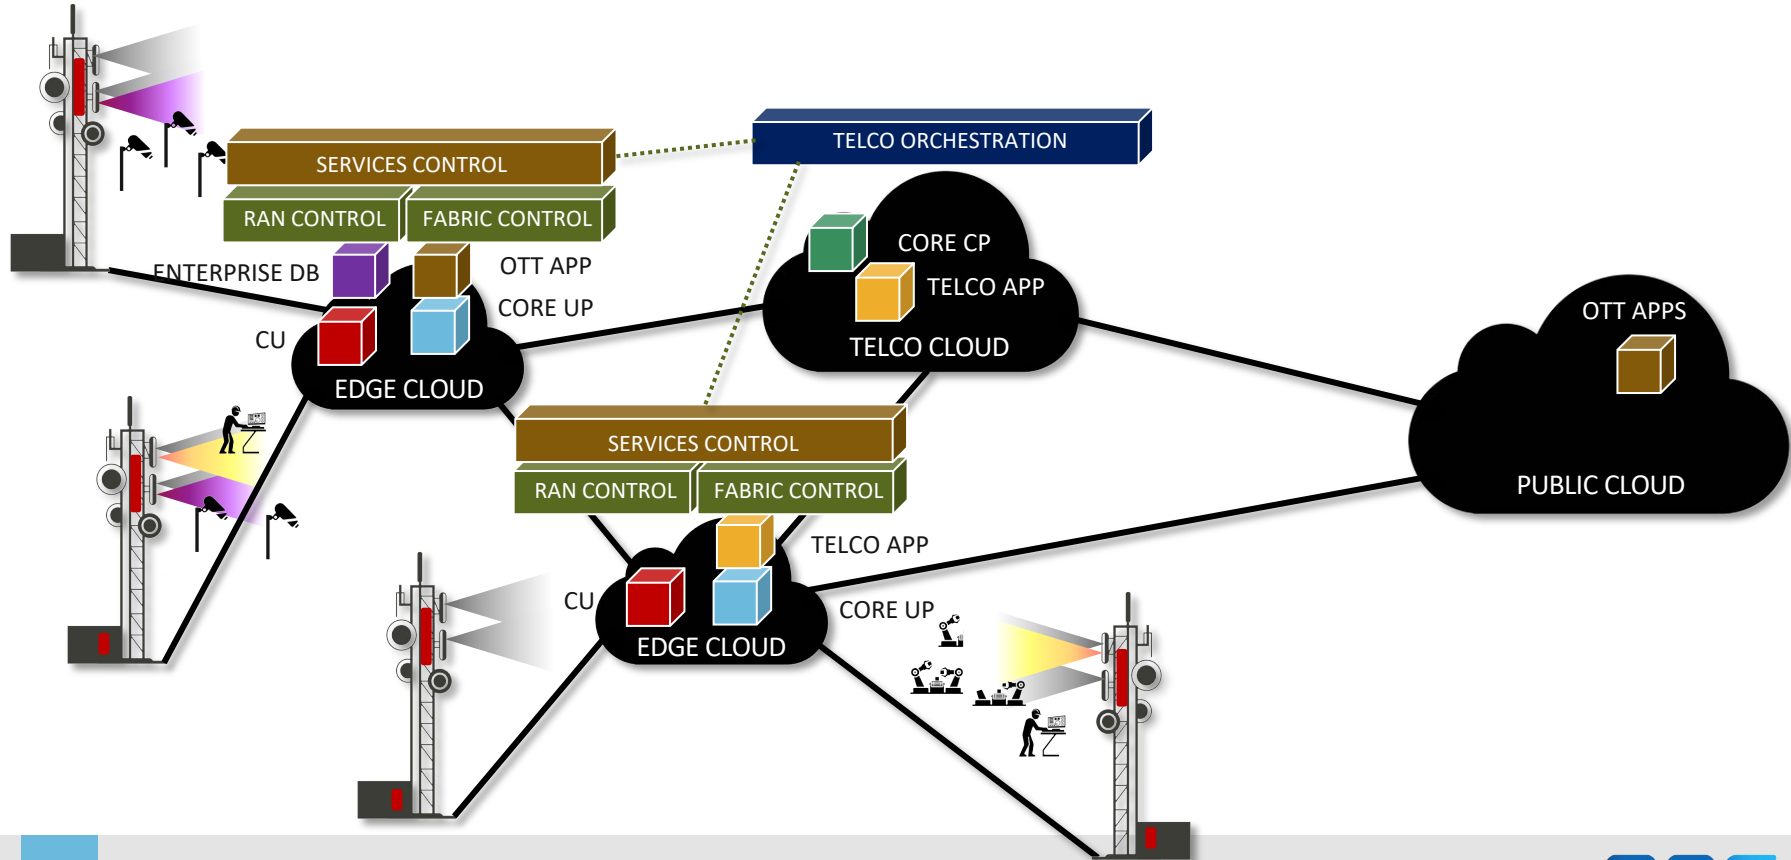 TELCO ORCHESTRATION
SERVICES CONTROL
RAN CONTROL
FABRIC CONTROL
ENTERPRISE DB
OTT APP
CORE UP
CU
EDGE CLOUD
CORE CP
TELCO APP
TELCO CLOUD
OTT APPS
PUBLIC CLOUD
SERVICES CONTROL
RAN CONTROL
FABRIC CONTROL
TELCO APP
CU
CORE UP
EDGE CLOUD